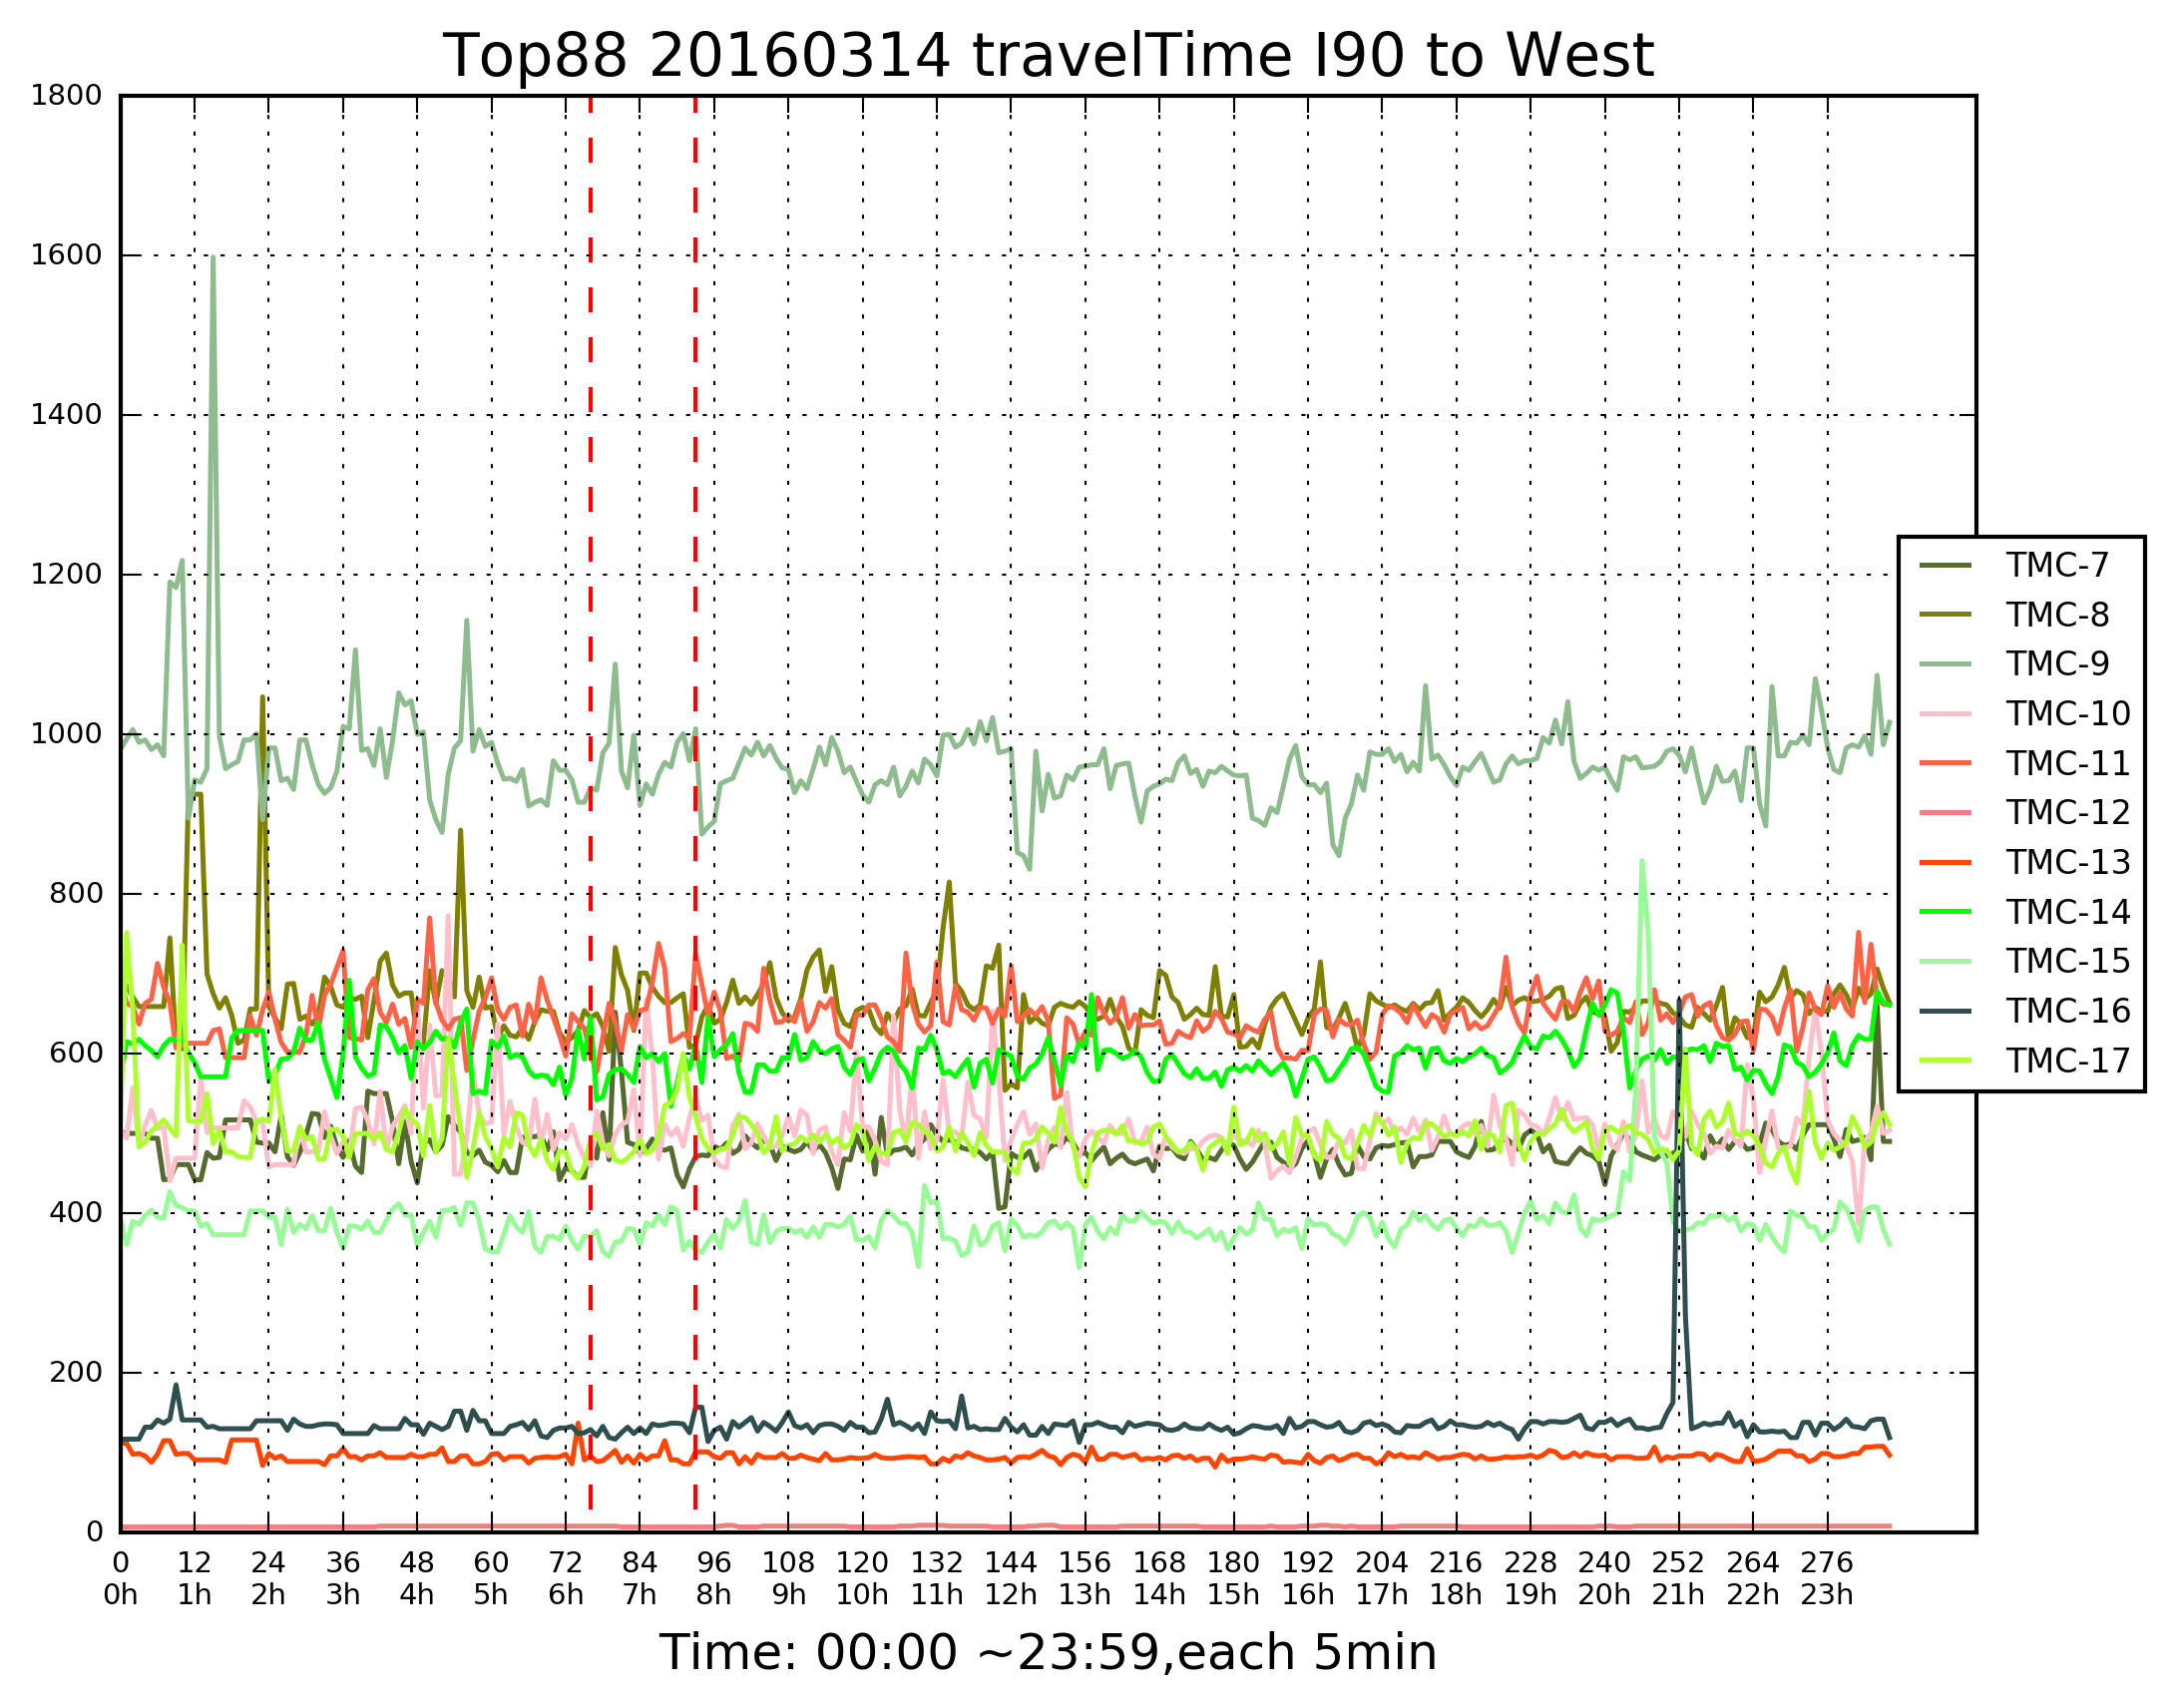 Top88 20160314 travelTime I90 to West
1800
1600
1400
1200
1000
800
600
400
200
0
TMC-7
TMC-8
TMC-9
TMC-10
TMC-11
TMC-12
TMC-13
TMC-14
TMC-15
TMC-16
TMC-17
0 12 24 36 48 60 72 84 96 108 120 132 144 156 168 180 192 204 216 228 240 252 264 276
0h 1h 2h 3h 4h 5h 6h 7h 8h 9h 10h 11h 12h 13h 14h 15h 16h 17h 18h 19h 20h 21h 22h 23h
Time: 00:00 ~23:59,each 5min